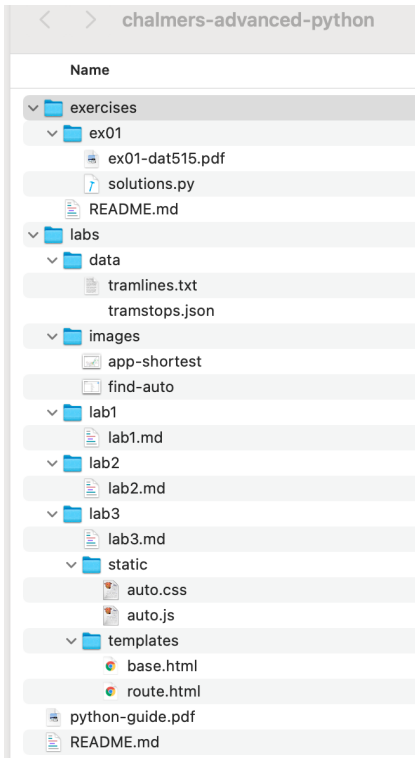 chalmers-advanced-python
Name
exercises
ex01
ex01-dat515.pdf
solutions.py
README.md
labs
data
tramlines.txt
tramstops.json
images
app-shortest
find-auto
lab1
lab1.md
lab2
lab2.md
lab3
lab3.md
static
auto.css
auto.js
templates
base.html
route.html
python-guide.pdf
README.md